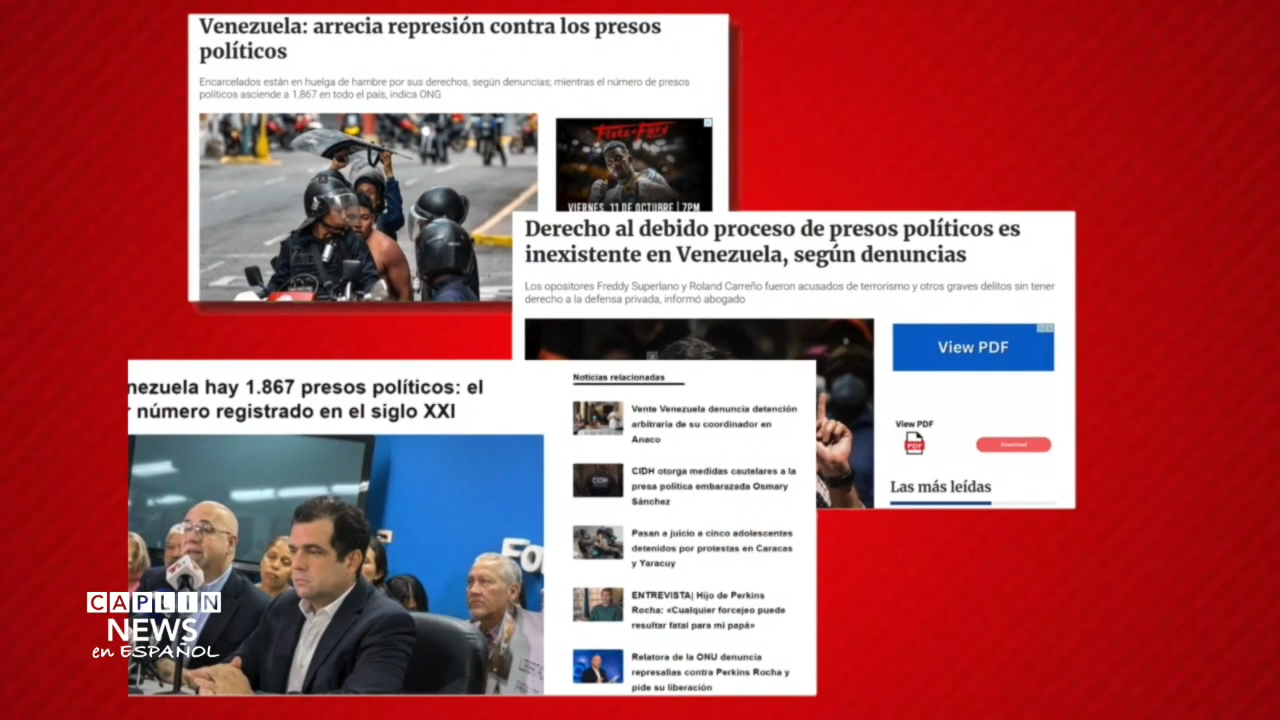 Venezuela: arrecia represión contra los presos
políticos
Encarcelados están en huelga de hambre por sus derechos, según denuncias; mientras el número de presos
políticos asciende a 1,867 en todo el país, indica ONG
VIERNES, 11 DE OCTUBRE | 7PM
Derecho al debido proceso de presos políticos es
inexistente en Venezuela, según denuncias
Los opositores Freddy Superlano y Roland Carreño fueron acusados de terrorismo y otros graves delitos sin tener
derecho a la defensa privada, informó abogado
View PDF
View PDF
PDF
Download
Las más leídas
nezuela hay 1.867 presos políticos: el
número registrado en el siglo XXI
Fo
Noticias relacionadas
Vente Venezuela denuncia detención
arbitraria de su coordinador en
Anaco
CIDH otorga medidas cautelares a la
presa política embarazada Osmary
Sánchez
CIDH
Pasan a juicio a cinco adolescentes
detenidos por protestas en Caracas
y Yaracuy
ENTREVISTA| Hijo de Perkins
Rocha: «Cualquier forcejeo puede
resultar fatal para mi papá»
Relatora de la ONU denuncia
represalias contra Perkins Rocha y
pide su liberación
CAPLIN
NEWS
en ESPAÑOL